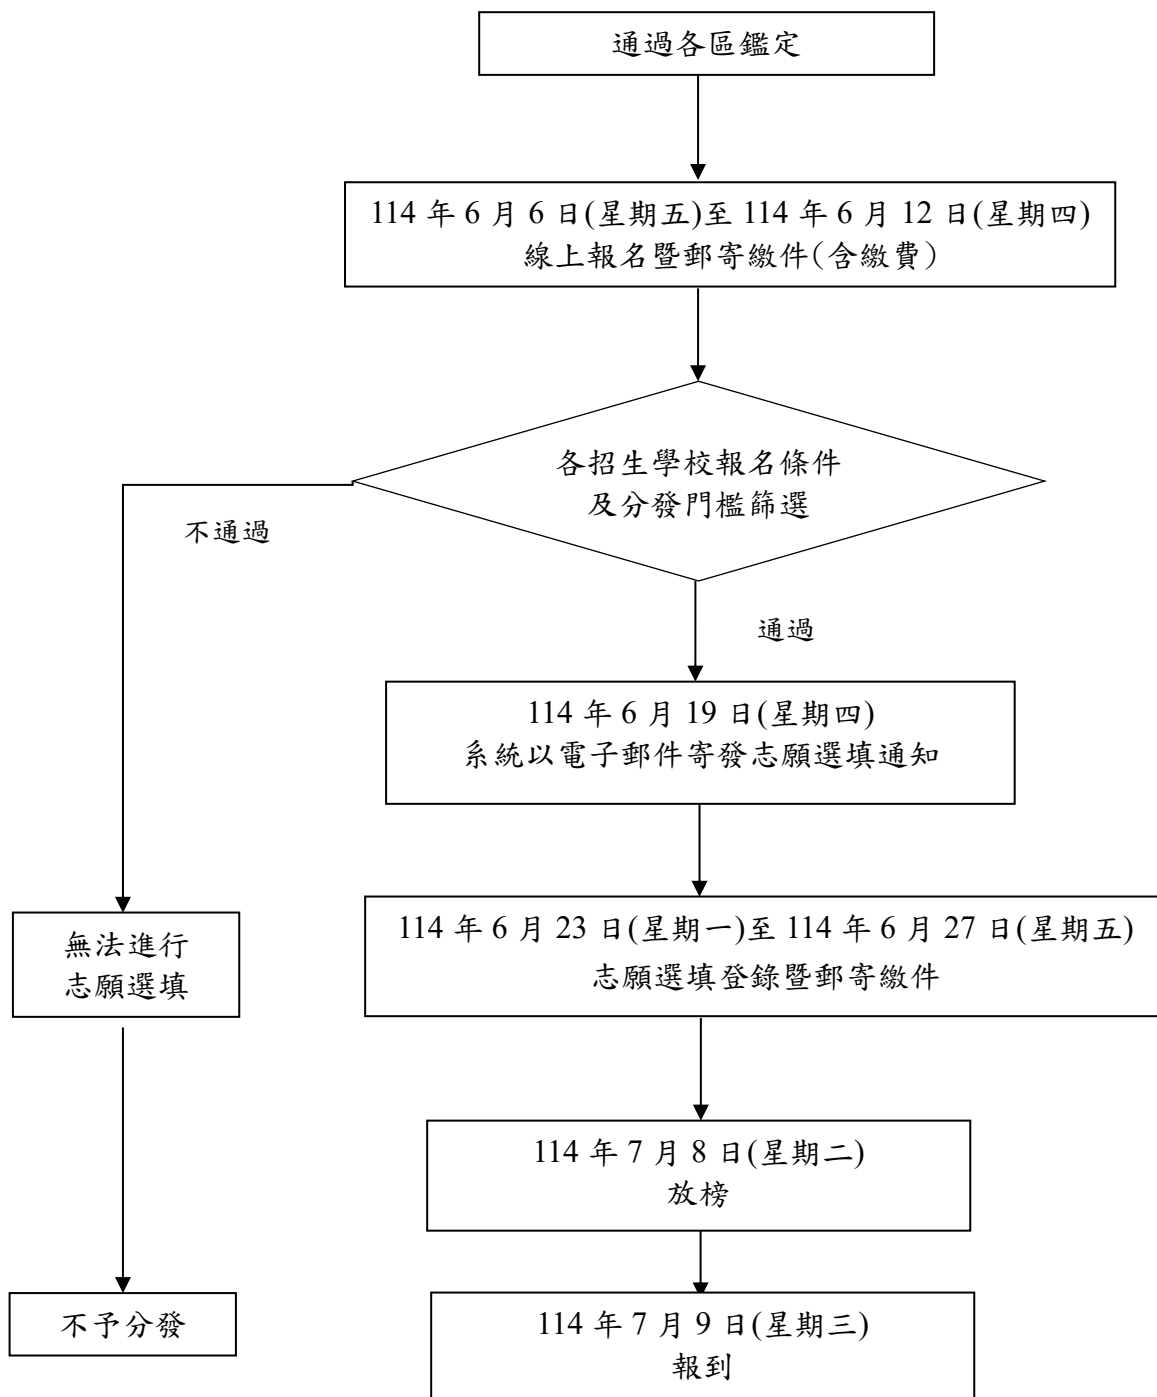 通過各區鑑定
114 年 6 月 6 日(星期五)至 114 年 6 月 12 日(星期四)
線上報名暨郵寄繳件(含繳費)
各招生學校報名條件
及分發門檻篩選
不通過
通過
114 年 6 月 19 日(星期四)
系統以電子郵件寄發志願選填通知
114 年 6 月 23 日(星期一)至 114 年 6 月 27 日(星期五)
志願選填登錄暨郵寄繳件
無法進行
志願選填
114 年 7 月 8 日(星期二)
放榜
不予分發
114 年 7 月 9 日(星期三)
報到